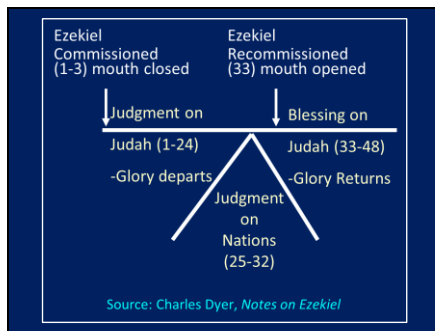 Ezekiel
Commissioned
(1-3) mouth closed
Ezekiel
Recommissioned
(33) mouth opened
Judgment on
Judah (1-24)
-Glory departs
Blessing on
Judah (33-48)
-Glory Returns
Judgment
on
Nations
(25-32)
Source: Charles Dyer, Notes on Ezekiel